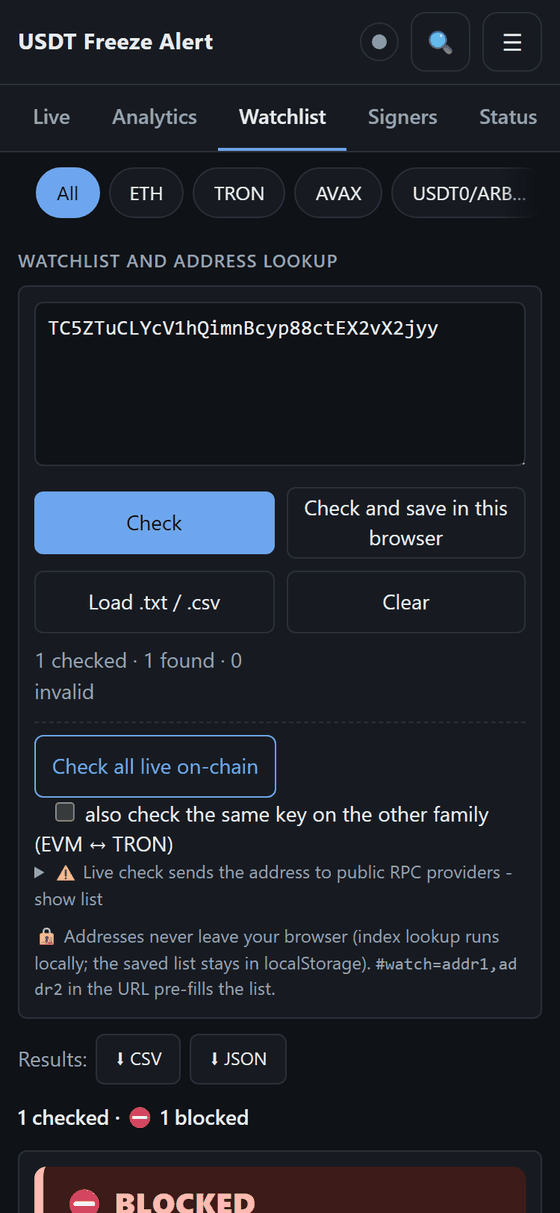 USDT Freeze Alert
Live Analytics Watchlist Signers Status
All ETH TRON AVAX USDT0/ARB...
WATCHLIST AND ADDRESS LOOKUP
TC5ZTuCLYcV1hQimnBcyp88ctEX2vX2jyy
Check
Check and save in this
browser
Load .txt / .csv
Clear
1 checked · 1 found · 0
invalid
Check all live on-chain
also check the same key on the other family
(EVM ↔ TRON)
▶ ⚠️ Live check sends the address to public RPC providers -
show list
🔒 Addresses never leave your browser (index lookup runs
locally; the saved list stays in localStorage). #watch=addr1,ad
dr2 in the URL pre-fills the list.
Results: ⬇ CSV ⬇ JSON
1 checked · ⛔ 1 blocked
⛔ BLOCKED